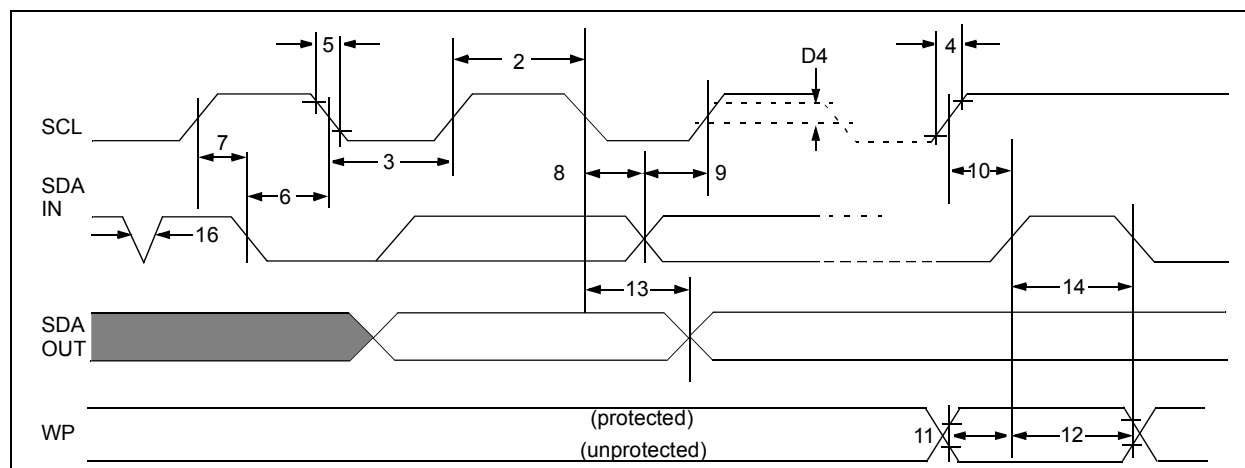 5
2
D4
4
SCL
7
3
8
9
10
SDA
IN
6
16
13
14
SDA
OUT
WP
(protected)
(unprotected)
11
12